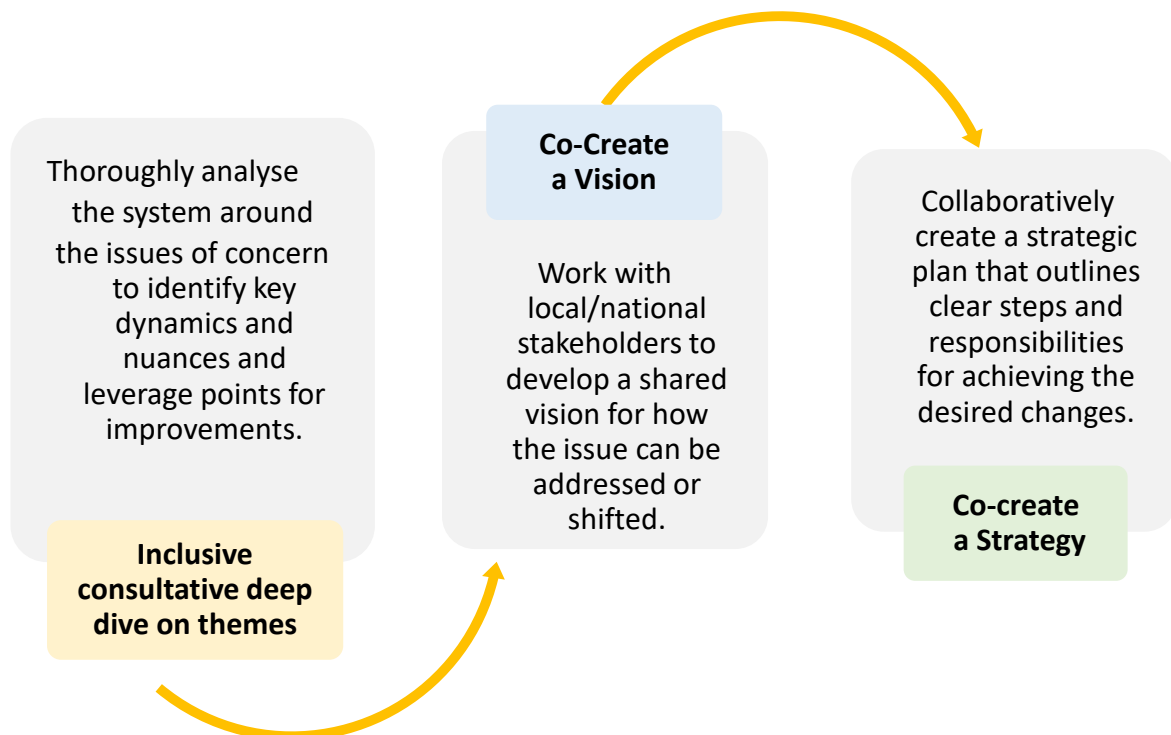 Thoroughly analyse
the system around
the issues of concern
to identify key
dynamics and
nuances and
leverage points for
improvements.
Inclusive
consultative deep
dive on themes
Co-Create
a Vision
Work with
local/national
stakeholders to
develop a shared
vision for how
the issue can be
addressed or
shifted.
Collaboratively
create a strategic
plan that outlines
clear steps and
responsibilities
for achieving the
desired changes.
Co-create
a Strategy